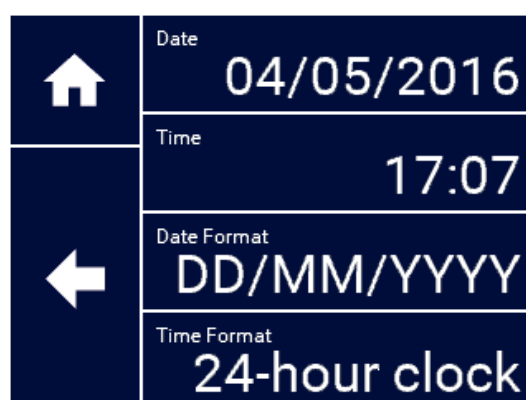 Date
04/05/2016
Time
17:07
Date Format
DD/MM/YYYY
Time Format
24-hour clock